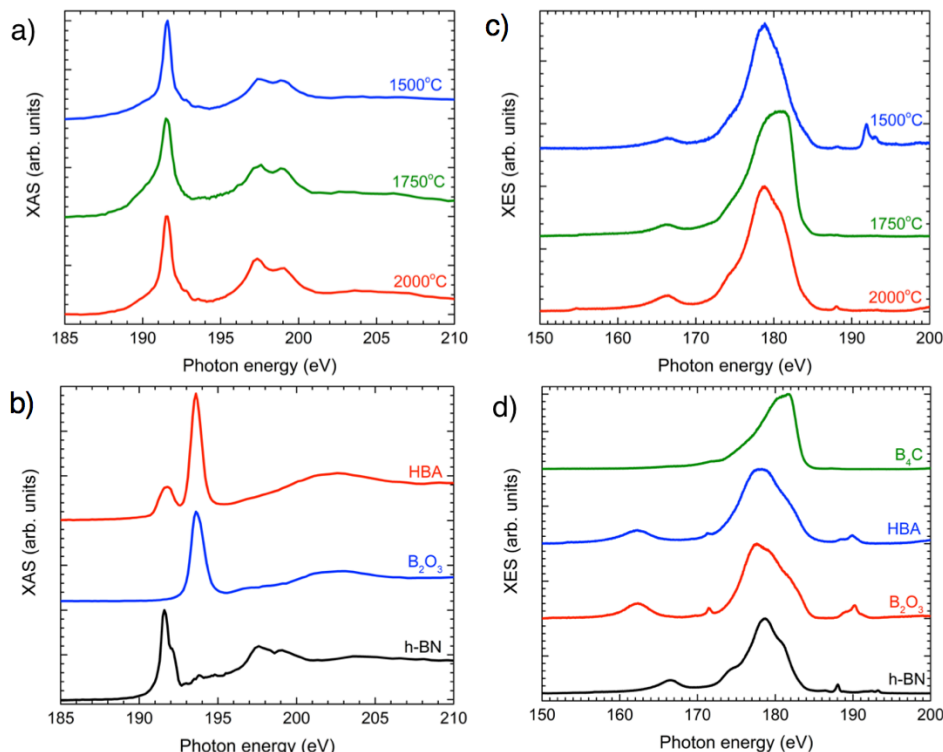 a)
XAS (arb. units)
1500°C
1750°C
2000°C
185 190 195 200 205 210
Photon energy (eV)
c)
XES (arb. units)
1500°C
1750°C
2000°C
150 160 170 180 190 200
Photon energy (eV)
b)
XAS (arb. units)
HBA
B₂O₃
h-BN
185 190 195 200 205 210
Photon energy (eV)
d)
XES (arb. units)
B₄C
HBA
B₂O₃
h-BN
150 160 170 180 190 200
Photon energy (eV)